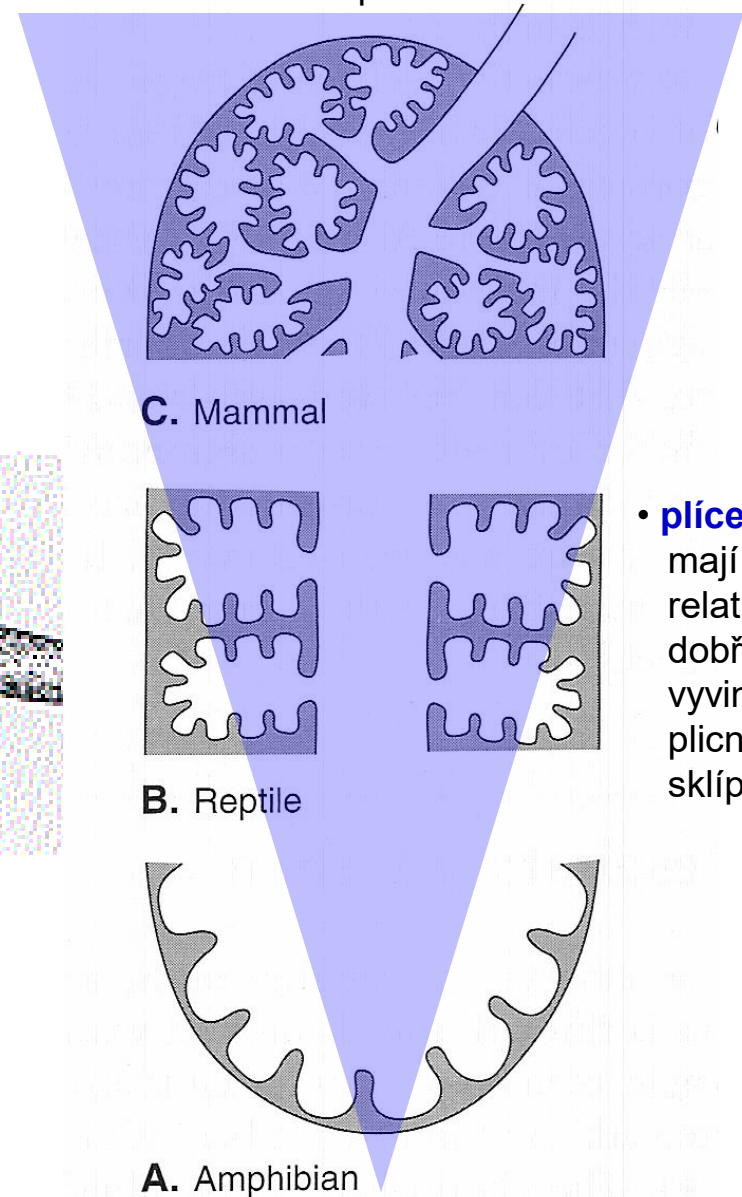 C. Mammal
• plíce
mají
relat
dobř
vyvin
plicn
sklíp
B. Reptile
A. Amphibian